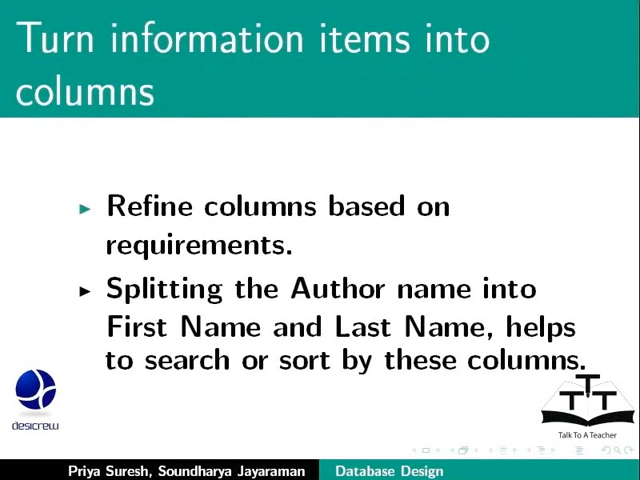 Turn information items into
columns
Refine columns based on
requirements.
Splitting the Author name into
First Name and Last Name, helps
to search or sort by these columns.
desicrew
TTT
Talk To A Teacher
Priya Suresh, Soundharya Jayaraman Database Design